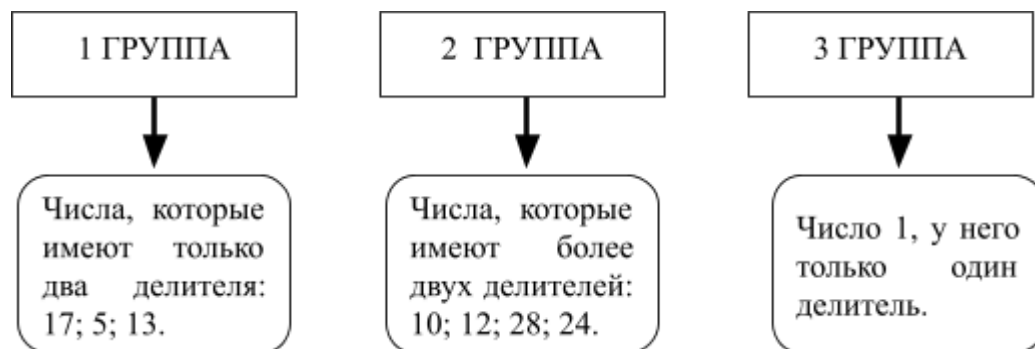 1 ГРУППА
2 ГРУППА
3 ГРУППА
Числа, которые
имеют только
два делителя:
17; 5; 13.
Числа, которые
имеют более
двух делителей:
10; 12; 28; 24.
Число 1, у него
только один
делитель.